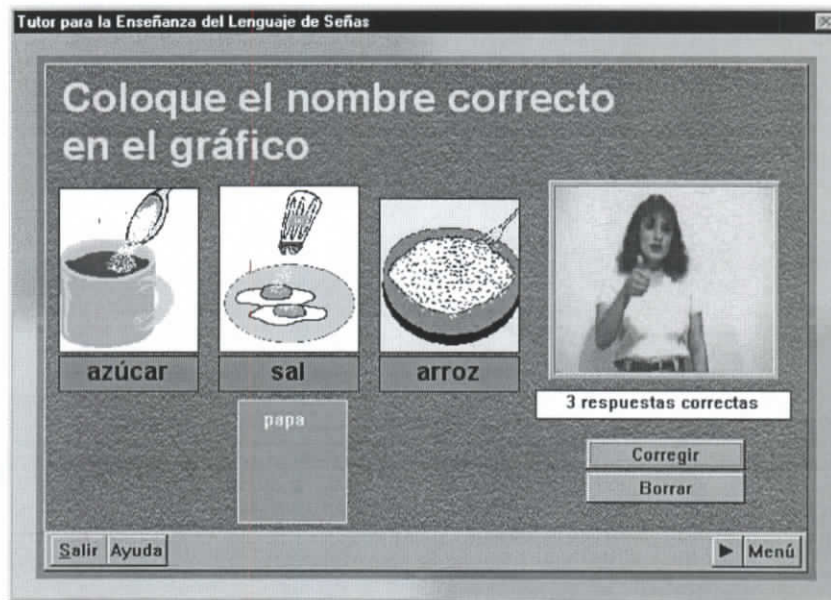 Tutor para la Enseñanza del Lenguaje de Señas
Coloque el nombre correcto
en el gráfico
azúcar
sal
arroz
3 respuestas correctas
papa
Corregir
Borrar
Salir
Ayuda
Menú